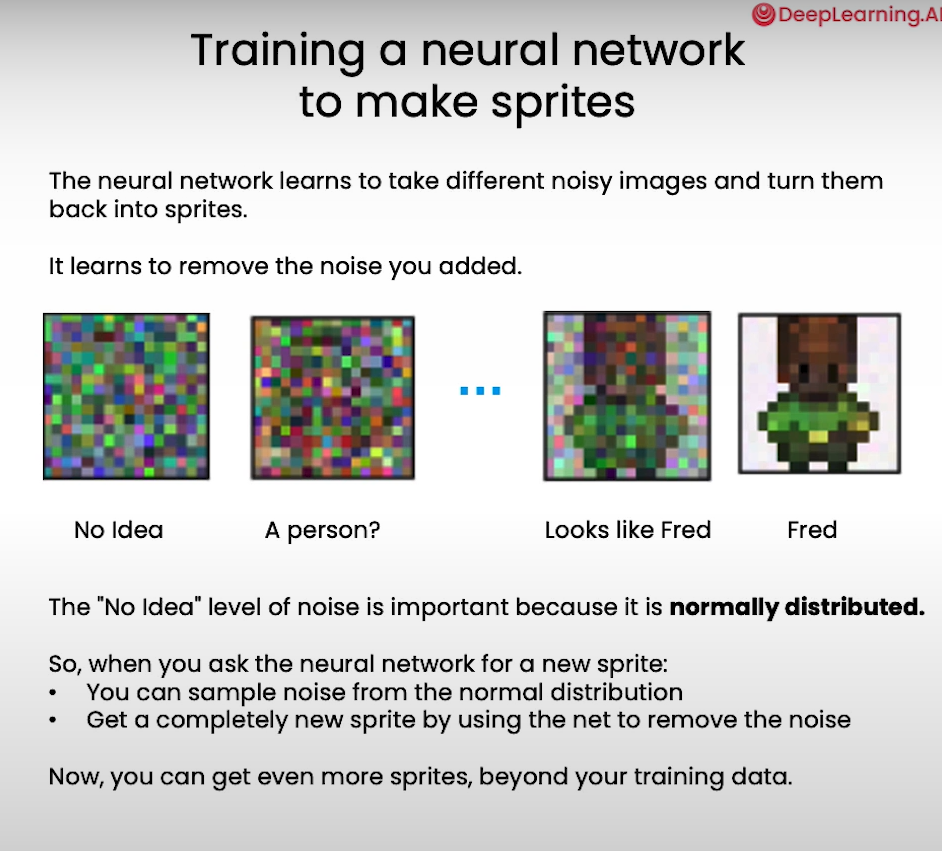 DeepLearning.AI
Training a neural network
to make sprites
The neural network learns to take different noisy images and turn them
back into sprites.
It learns to remove the noise you added.
...
No Idea
A person?
Looks like Fred
Fred
The "No Idea" level of noise is important because it is normally distributed.
So, when you ask the neural network for a new sprite:
• You can sample noise from the normal distribution
• Get a completely new sprite by using the net to remove the noise
Now, you can get even more sprites, beyond your training data.